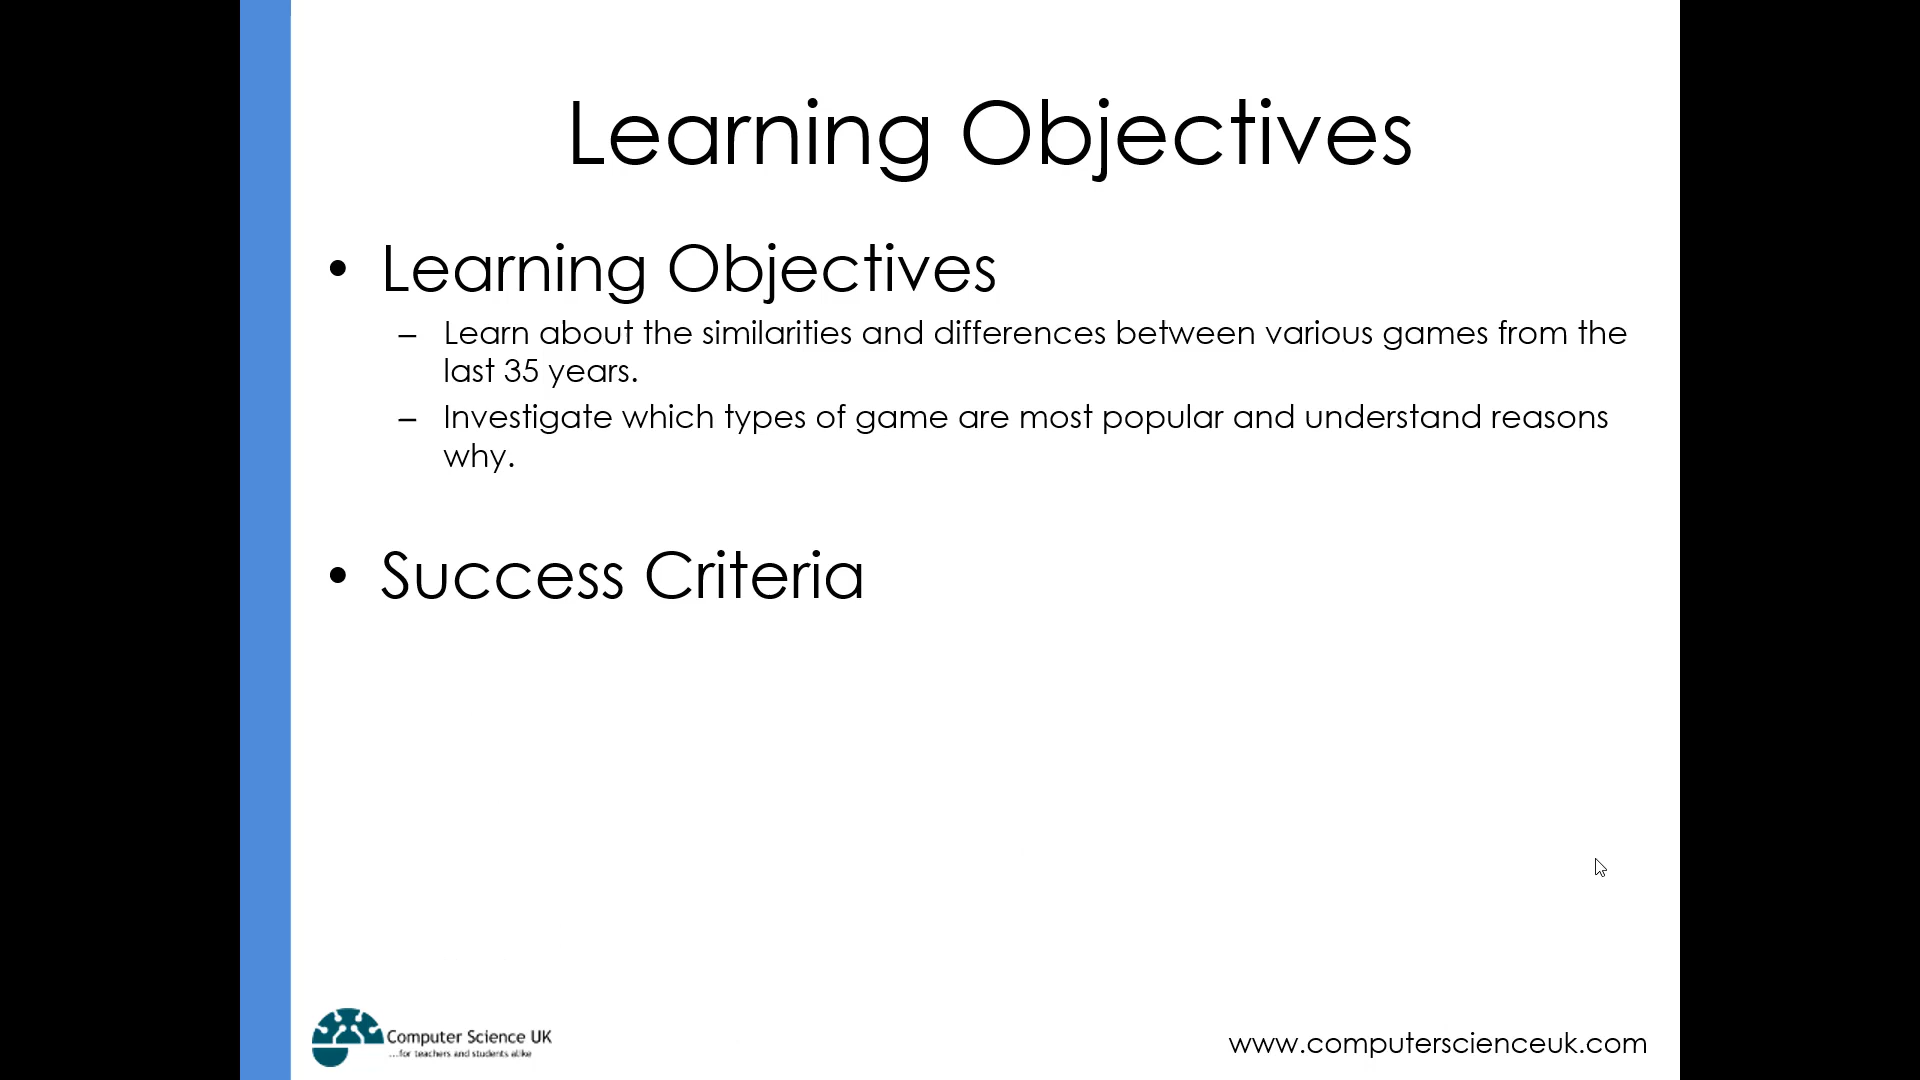 Learning Objectives
• Learning Objectives
– Learn about the similarities and differences between various games from the
last 35 years.
– Investigate which types of game are most popular and understand reasons
why.
• Success Criteria
Computer Science UK
...for teachers and students alike
www.computerscienceuk.com